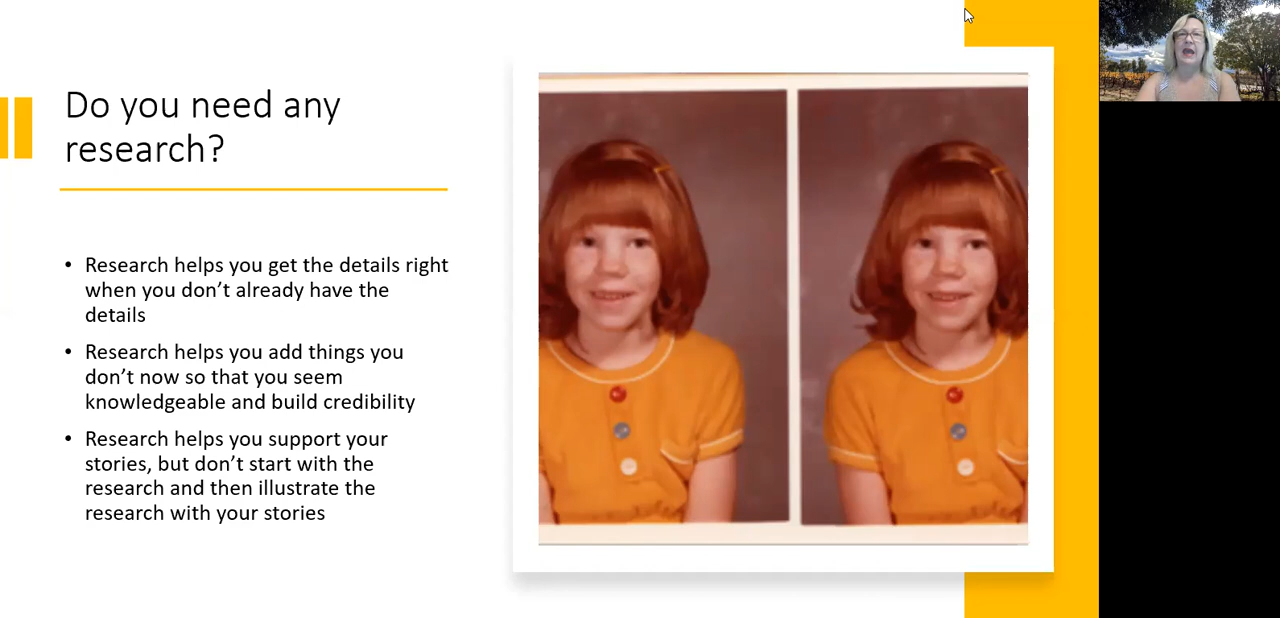 Do you need any
research?
• Research helps you get the details right
when you don’t already have the
details
• Research helps you add things you
don’t now so that you seem
knowledgeable and build credibility
• Research helps you support your
stories, but don’t start with the
research and then illustrate the
research with your stories